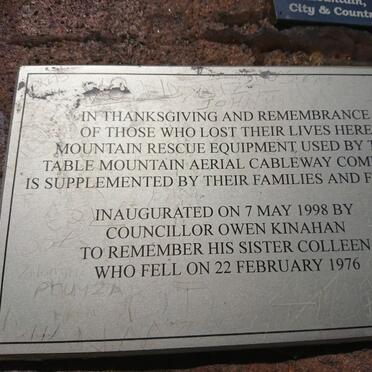 City & Countr
IN THANKSGIVING AND REMEMBRANCE
OF THOSE WHO LOST THEIR LIVES HERE
MOUNTAIN RESCUE EQUIPMENT USED BY T
TABLE MOUNTAIN AERIAL CABLEWAY COM
IS SUPPLEMENTED BY THEIR FAMILIES AND F
INAUGURATED ON 7 MAY 1998 BY
COUNCILLOR OWEN KINAHAN
TO REMEMBER HIS SISTER COLLEEN
WHO FELL ON 22 FEBRUARY 1976